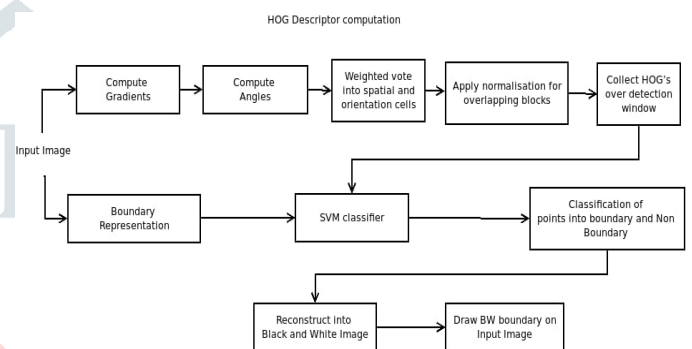 HOG Descriptor computation
Compute
Gradients
Compute
Angles
Weighted vote
into spatial and
orientation cells
Apply normalisation for
overlapping blocks
Collect HOG's
over detection
window
Input Image
Boundary
Representation
SVM classifier
Classification of
points into boundary and Non
Boundary
Reconstruct into
Black and White Image
Draw BW boundary on
Input Image